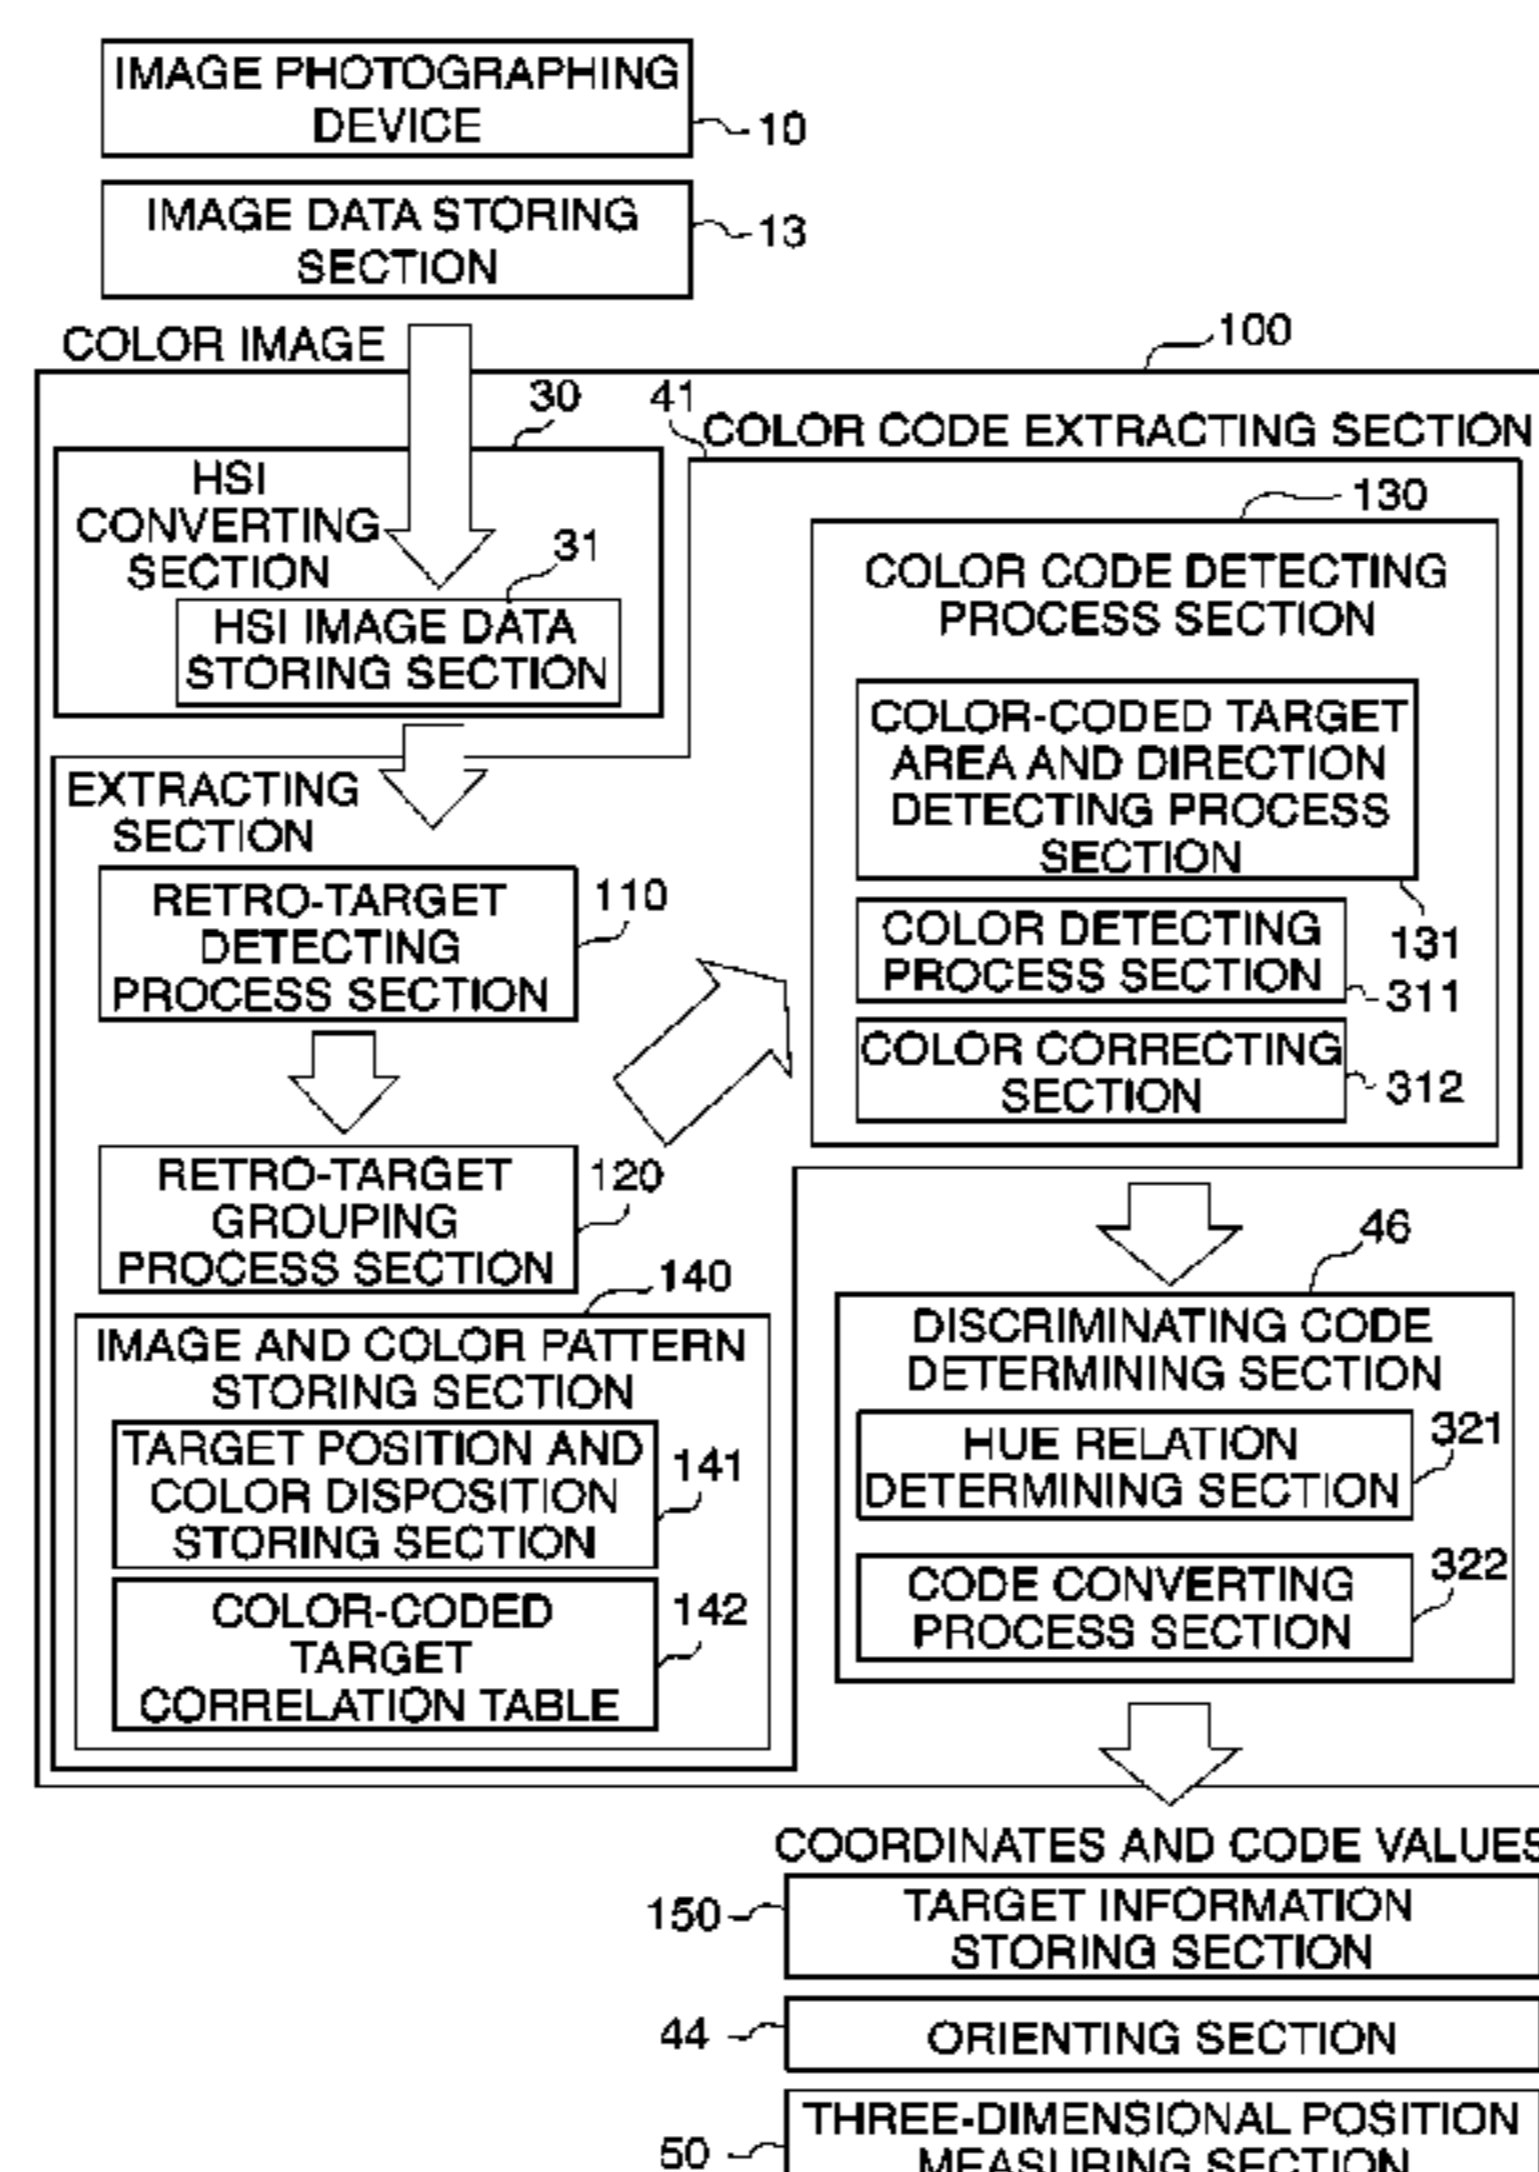 IMAGE PHOTOGRAPHING
DEVICE
10
IMAGE DATA STORING
SECTION
13
COLOR IMAGE
100
30
41
COLOR CODE EXTRACTING SECTION
HSI
CONVERTING
SECTION
31
HSI IMAGE DATA
STORING SECTION
130
COLOR CODE DETECTING
PROCESS SECTION
COLOR-CODED TARGET
AREA AND DIRECTION
DETECTING PROCESS
SECTION
131
COLOR DETECTING
PROCESS SECTION
311
COLOR CORRECTING
SECTION
312
EXTRACTING
SECTION
RETRO-TARGET
DETECTING
PROCESS SECTION
110
RETRO-TARGET
GROUPING
PROCESS SECTION
120
140
IMAGE AND COLOR PATTERN
STORING SECTION
TARGET POSITION AND
COLOR DISPOSITION
STORING SECTION
141
COLOR-CODED
TARGET
CORRELATION TABLE
142
46
DISCRIMINATING CODE
DETERMINING SECTION
HUE RELATION
DETERMINING SECTION
321
CODE CONVERTING
PROCESS SECTION
322
COORDINATES AND CODE VALUES
150
TARGET INFORMATION
STORING SECTION
44
ORIENTING SECTION
50
THREE-DIMENSIONAL POSITION
MEASURING SECTION